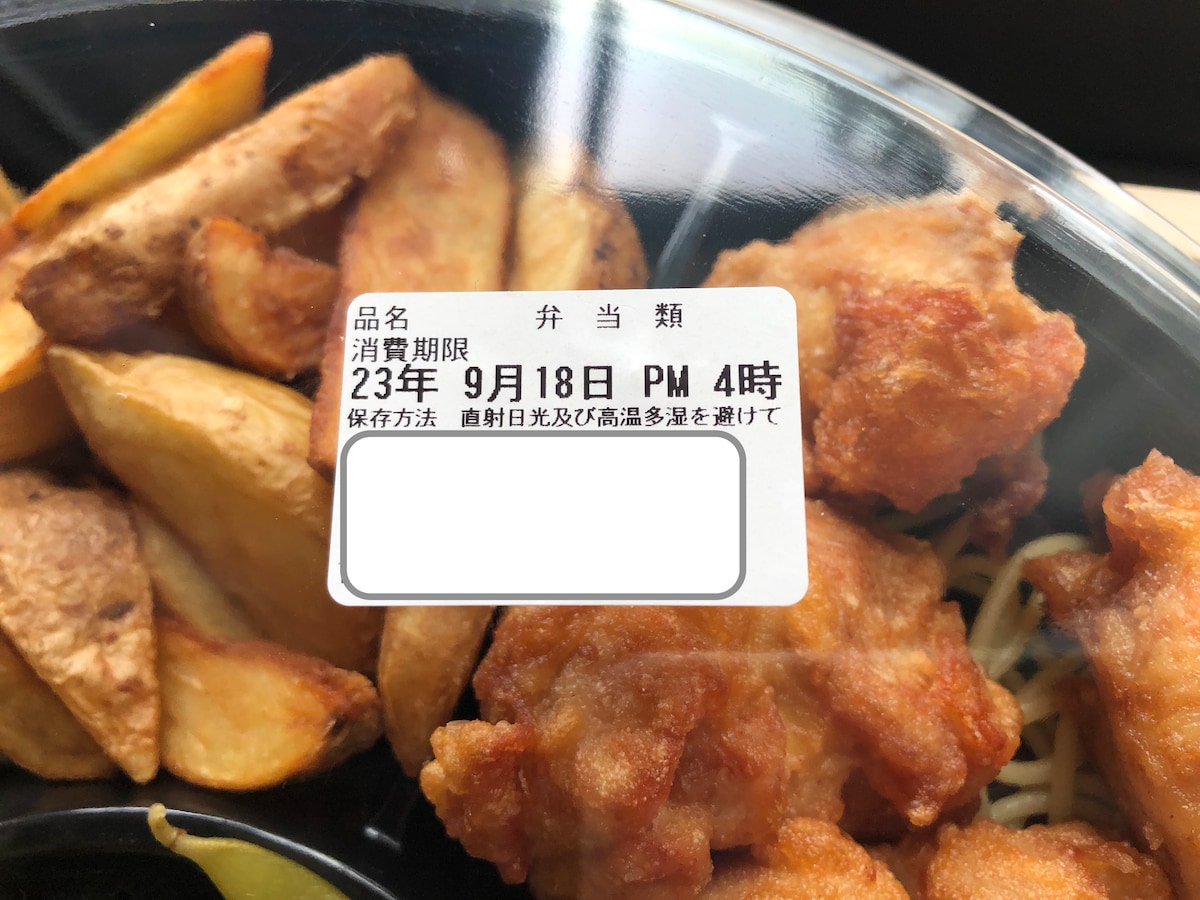 品名 弁当類
消費期限
23年 9月18日 PM 4時
保存方法 直射日光及び高温多湿を避けて